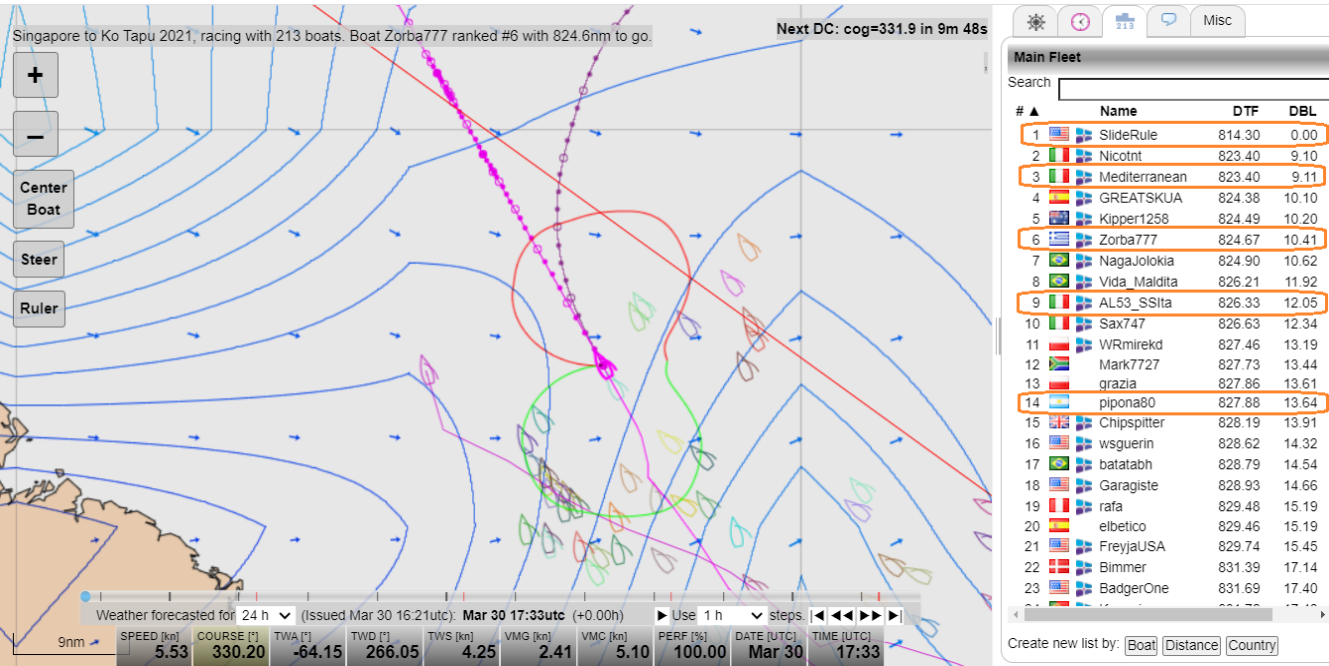 Singapore to Ko Tapu 2021, racing with 213 boats. Boat Zorba777 ranked #6 with 824.6nm to go.
Next DC: cog=331.9 in 9m 48s
+
−
Center
Boat
Steer
Ruler
213
Misc
Main Fleet
Search
# ▲ Name DTF DBL
1 SlideRule 814.30 0.00
2 Nicotnt 823.40 9.10
3 Mediterranean 823.40 9.11
4 GREATSKUA 824.38 10.10
5 Kipper1258 824.49 10.20
6 Zorba777 824.67 10.41
7 NagaJolokia 824.90 10.62
8 Vida_Maldita 826.21 11.92
9 AL53_SSIta 826.33 12.05
10 Sax747 826.63 12.34
11 WRmirekd 827.46 13.19
12 Mark7727 827.73 13.44
13 grazia 827.86 13.61
14 pipona80 827.88 13.64
15 Chipspitter 828.19 13.91
16 wsguerin 828.62 14.32
17 batatabh 828.79 14.54
18 Garagiste 828.93 14.66
19 rafa 829.48 15.19
20 elbetico 829.46 15.19
21 FreyjaUSA 829.74 15.45
22 Bimmer 831.39 17.14
23 BadgerOne 831.69 17.40
Create new list by: Boat Distance Country
Weather forecasted for 24 h (Issued Mar 30 16:21utc): Mar 30 17:33utc (+0.00h) Use 1 h steps.
9nm
SPEED [kn] COURSE [°] TWA [°] TWD [°] TWS [kn] VMG [kn] VMC [kn] PERF [%] DATE [UTC] TIME [UTC]
5.53 330.20 -64.15 266.05 4.25 2.41 5.10 100.00 Mar 30 17:33